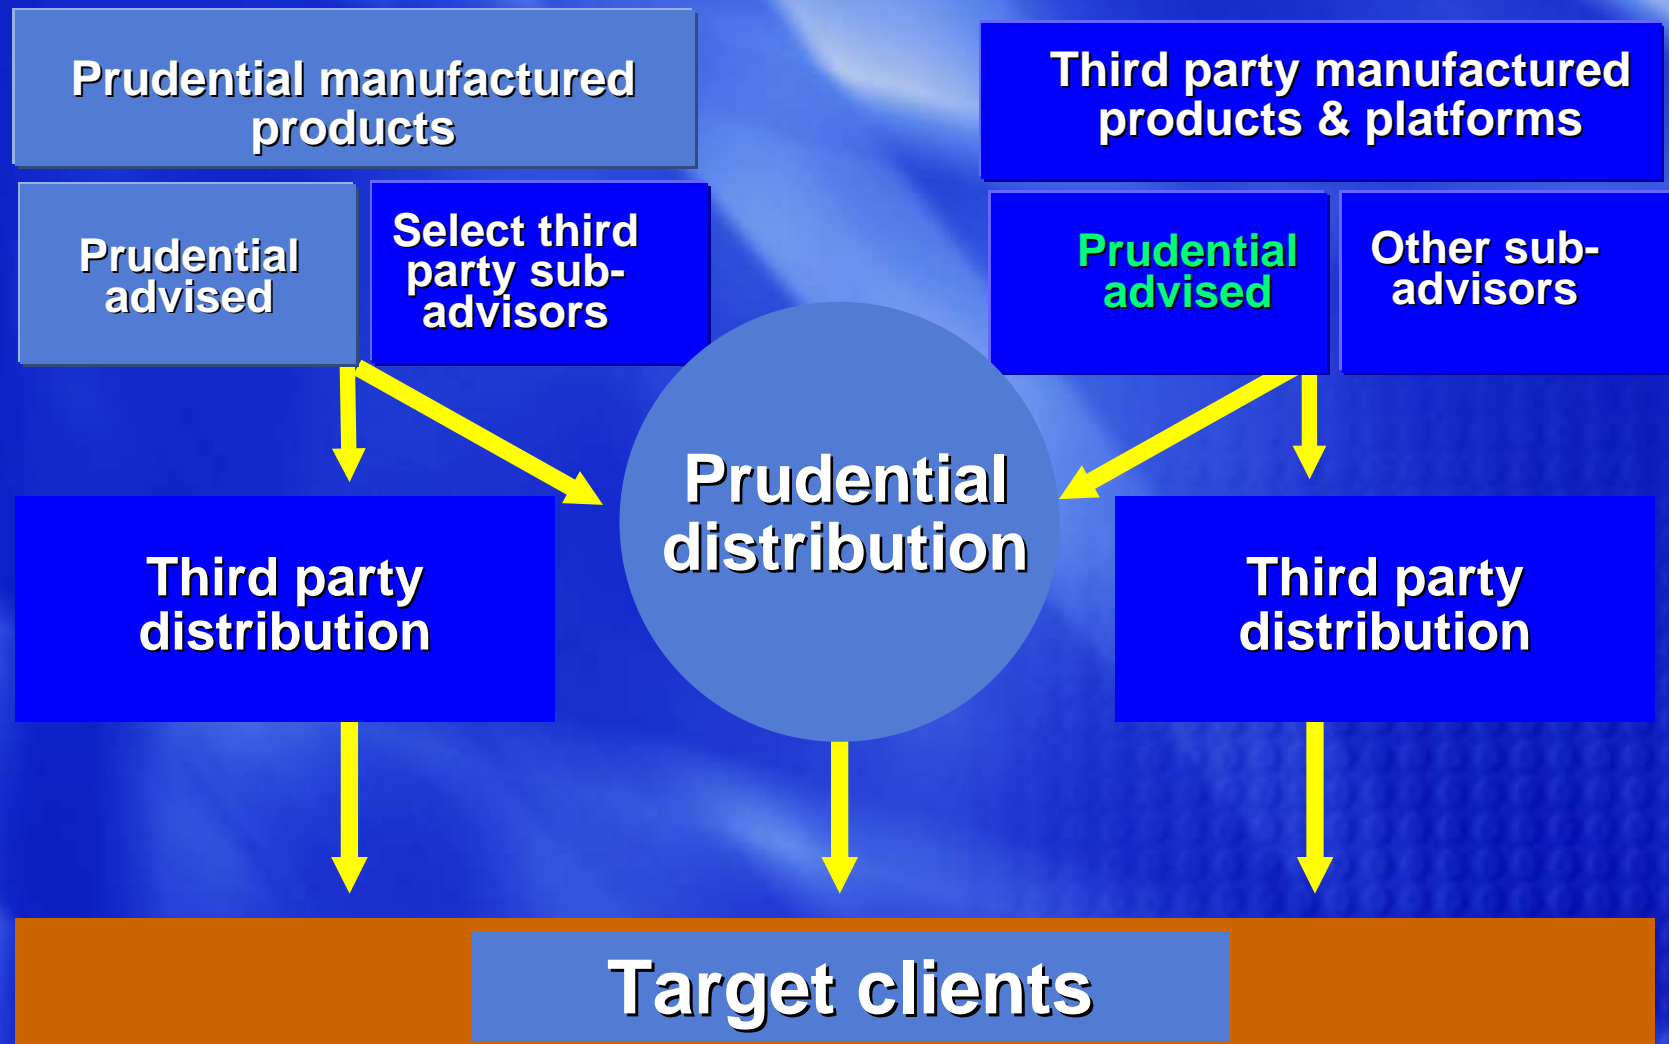 Prudential manufactured
products
Third party manufactured
products & platforms
Prudential
advised
Select third
party sub-
advisors
Prudential
advised
Other sub-
advisors
Prudential
distribution
Third party
distribution
Third party
distribution
Target clients